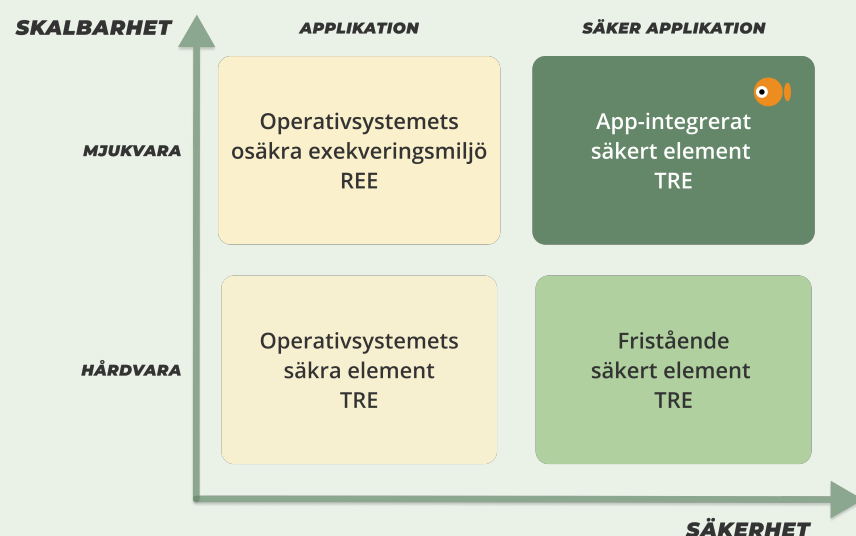 SKALBARHET
APPLIKATION
SÄKER APPLIKATION
MJUKVARA
Operativsystemets
osäkra exekveringsmiljö
REE
App-integrerat
säkert element
TRE
HÅRDVARA
Operativsystemets
säkra element
TRE
Fristående
säkert element
TRE
SÄKERHET